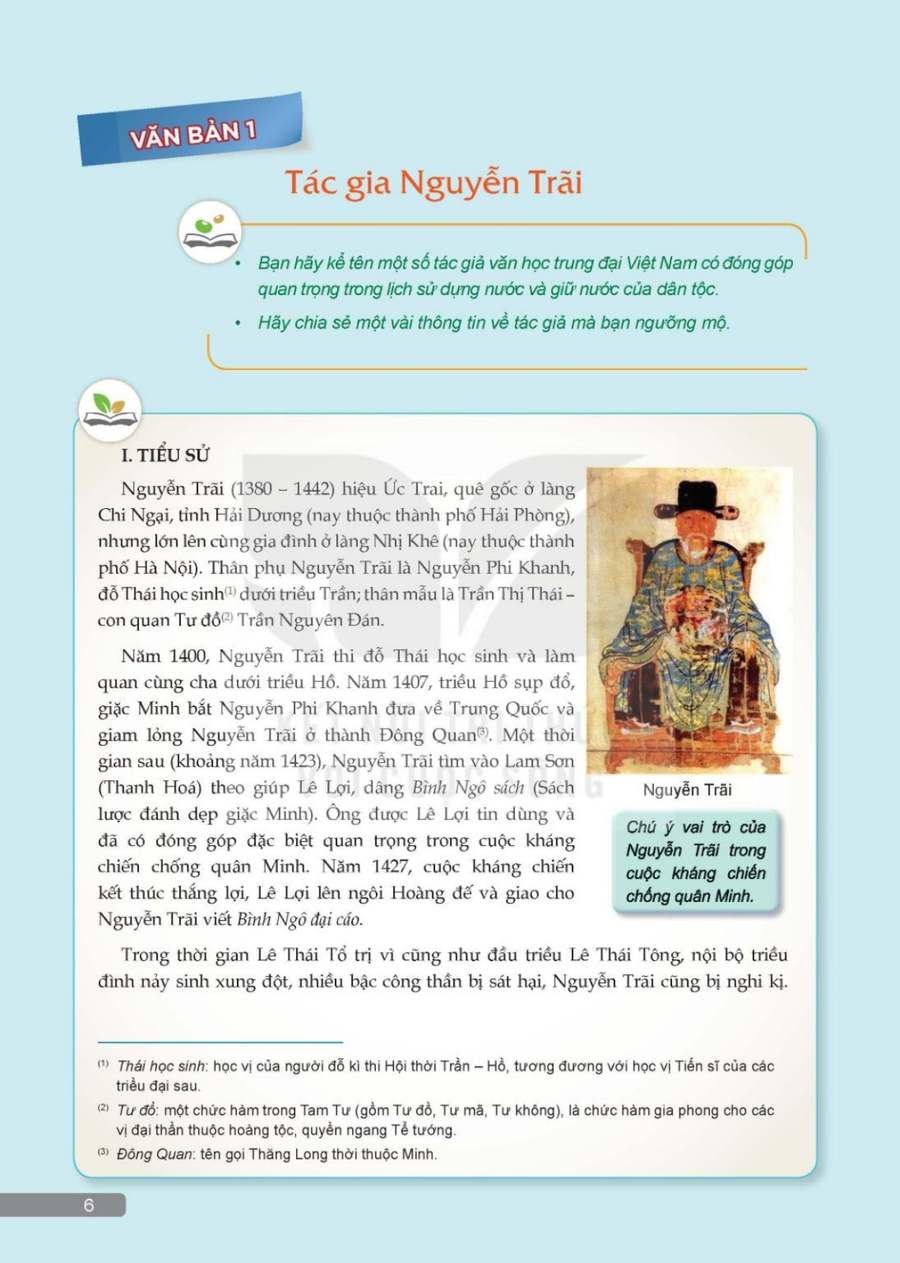 VĂN BẢN 1
Tác gia Nguyễn Trãi
• Bạn hãy kể tên một số tác giả văn học trung đại Việt Nam có đóng góp
quan trọng trong lịch sử dựng nước và giữ nước của dân tộc.
• Hãy chia sẻ một vài thông tin về tác giả mà bạn ngưỡng mộ.
I. TIỂU SỬ
Nguyễn Trãi (1380 – 1442) hiệu Ức Trai, quê gốc ở làng
Chi Ngại, tỉnh Hải Dương (nay thuộc thành phố Hải Phòng),
nhưng lớn lên cùng gia đình ở làng Nhị Khê (nay thuộc thành
phố Hà Nội). Thân phụ Nguyễn Trãi là Nguyễn Phi Khanh,
đỗ Thái học sinh(1) dưới triều Trần; thân mẫu là Trần Thị Thái –
con quan Tư đồ(2) Trần Nguyên Đán.
Năm 1400, Nguyễn Trãi thi đỗ Thái học sinh và làm
quan cùng cha dưới triều Hồ. Năm 1407, triều Hồ sụp đổ,
giặc Minh bắt Nguyễn Phi Khanh đưa về Trung Quốc và
giam lỏng Nguyễn Trãi ở thành Đông Quan(3). Một thời
gian sau (khoảng năm 1423), Nguyễn Trãi tìm vào Lam Sơn
(Thanh Hoá) theo giúp Lê Lợi, dâng Bình Ngô sách (Sách
lược đánh dẹp giặc Minh). Ông được Lê Lợi tin dùng và
đã có đóng góp đặc biệt quan trọng trong cuộc kháng
chiến chống quân Minh. Năm 1427, cuộc kháng chiến
kết thúc thắng lợi, Lê Lợi lên ngôi Hoàng đế và giao cho
Nguyễn Trãi viết Bình Ngô đại cáo.
Nguyễn Trãi
Chú ý vai trò của
Nguyễn Trãi trong
cuộc kháng chiến
chống quân Minh.
Trong thời gian Lê Thái Tổ trị vì cũng như đầu triều Lê Thái Tông, nội bộ triều
đình nảy sinh xung đột, nhiều bậc công thần bị sát hại, Nguyễn Trãi cũng bị nghi kị.
(1) Thái học sinh: học vị của người đỗ kì thi Hội thời Trần – Hồ, tương đương với học vị Tiến sĩ của các
triều đại sau.
(2) Tư đồ: một chức hàm trong Tam Tư (gồm Tư đồ, Tư mã, Tư không), là chức hàm gia phong cho các
vị đại thần thuộc hoàng tộc, quyền ngang Tể tướng.
(3) Đông Quan: tên gọi Thăng Long thời thuộc Minh.
6
KẾT NỐI TRI THỨC
VỚI CUỘC SỐNG